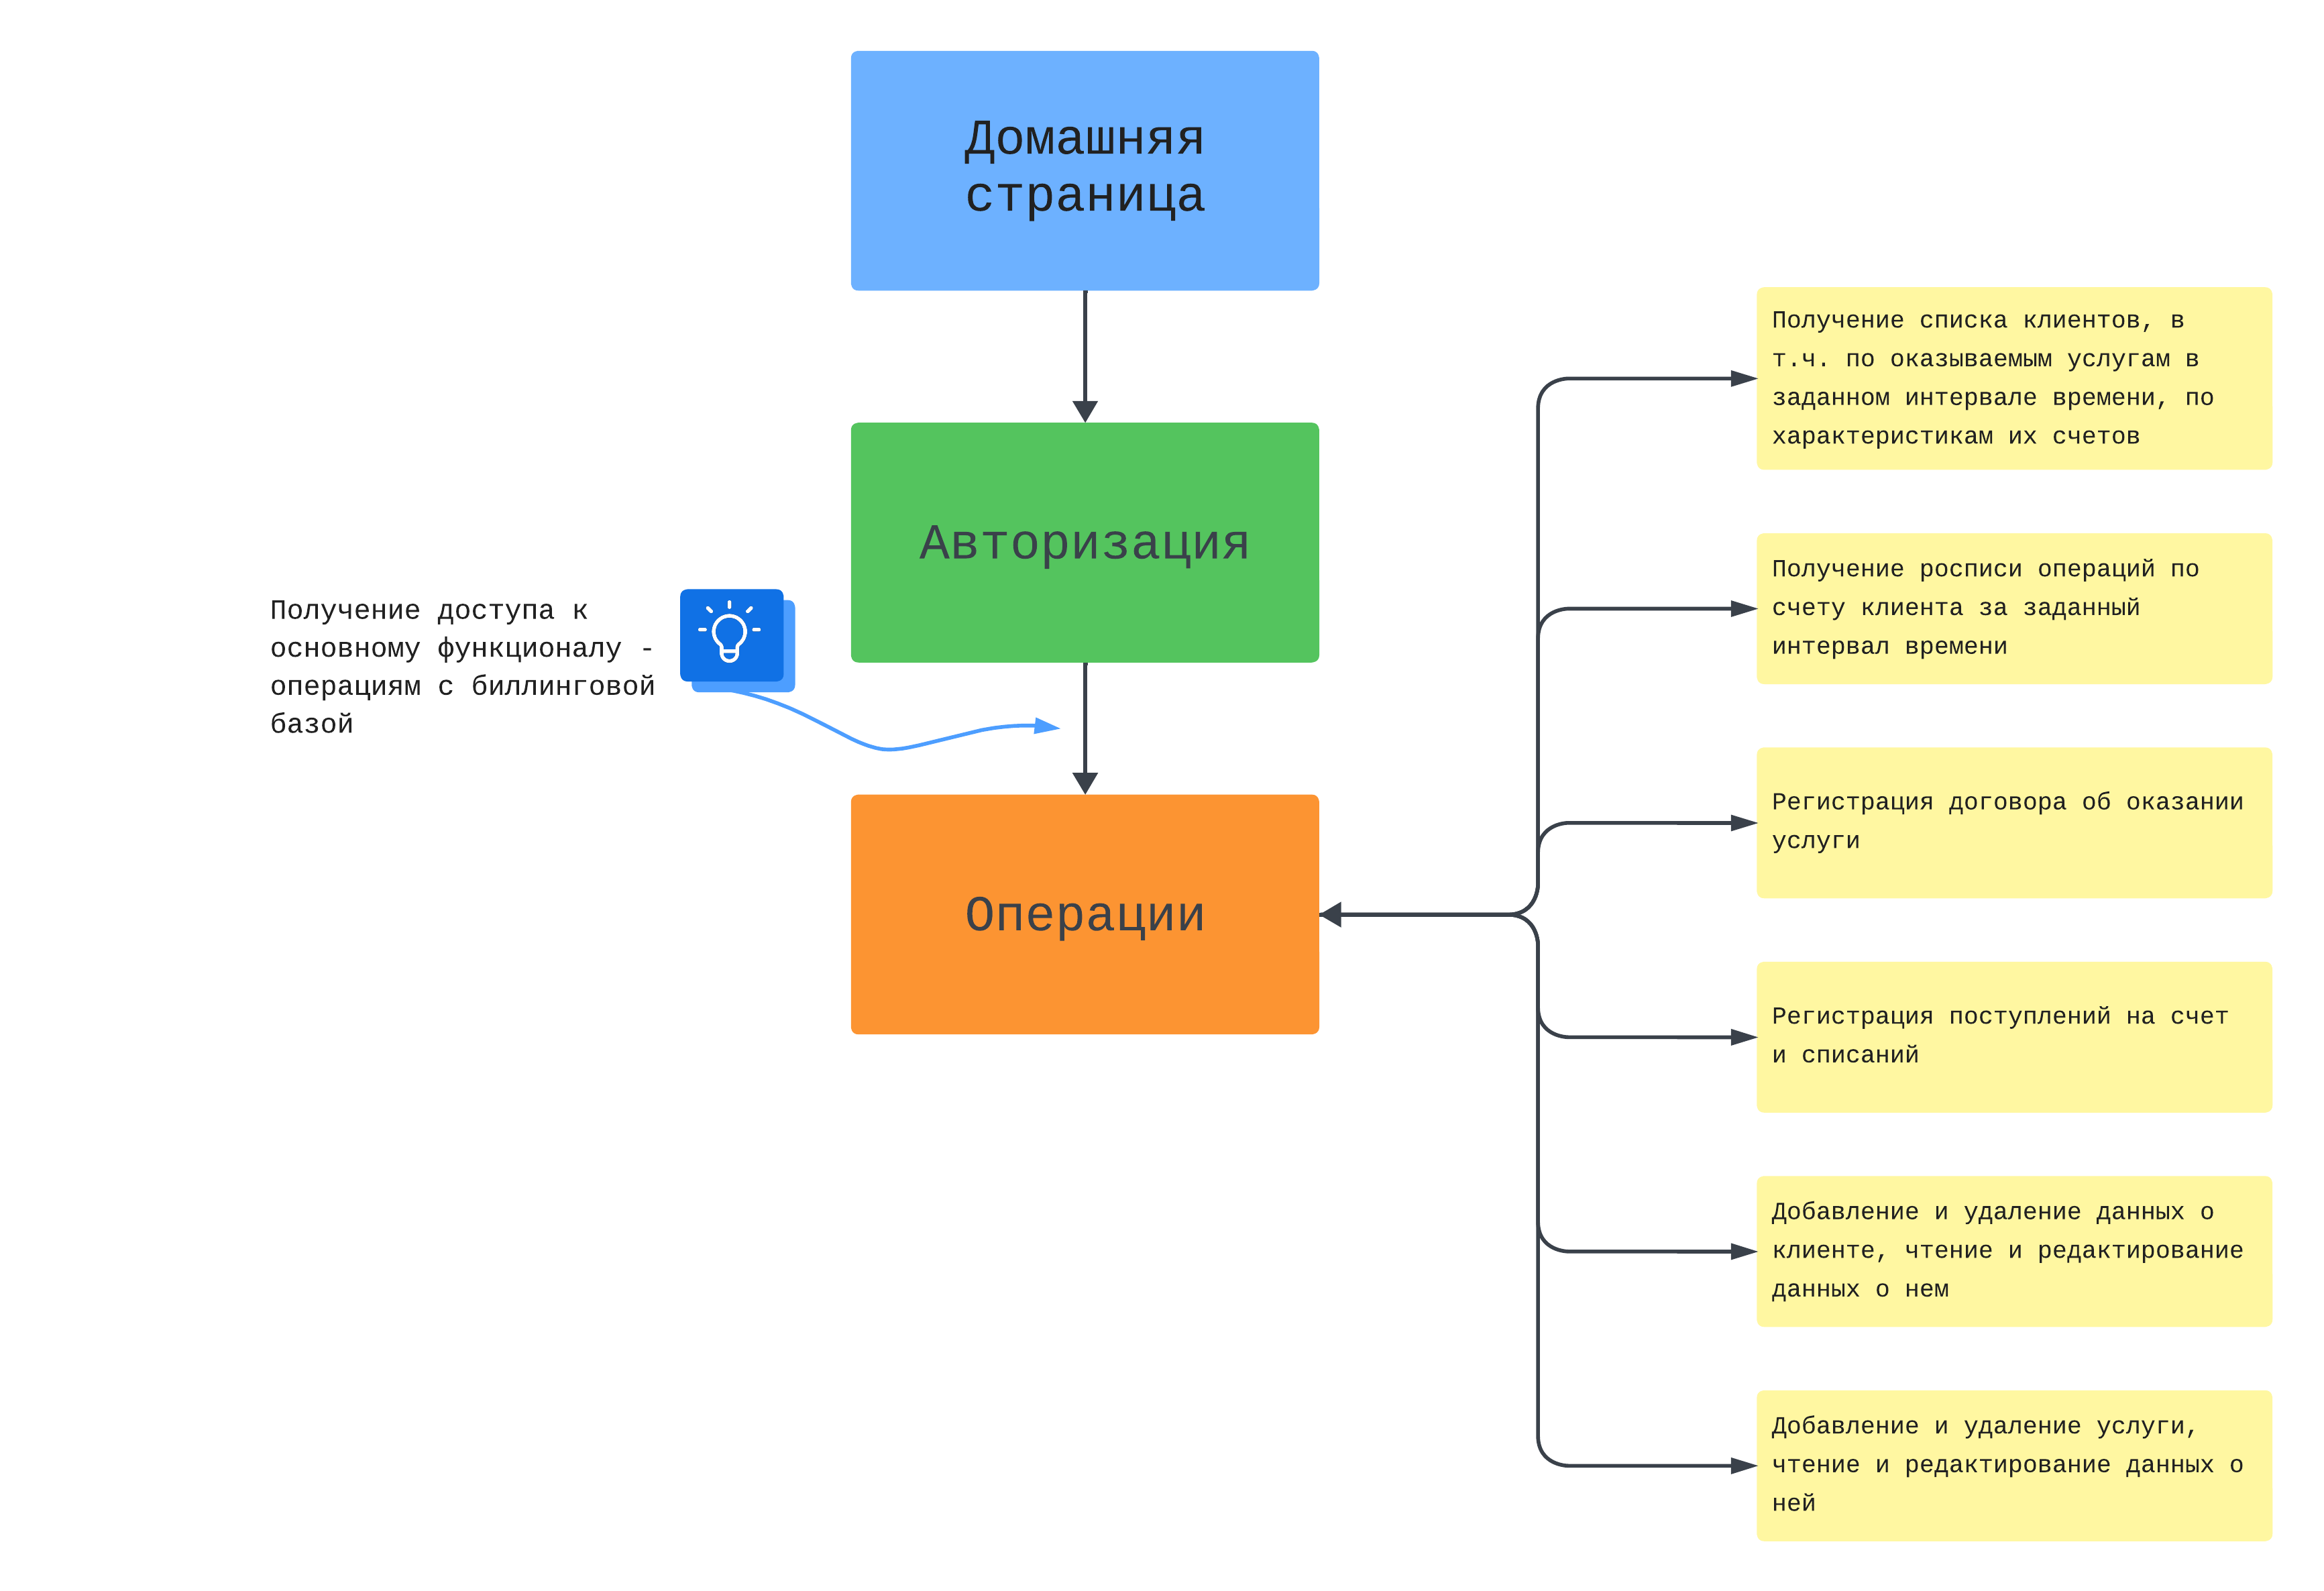 Домашняя
страница
Авторизация
Получение доступа к
основному функционалу -
операциям с биллинговой
базой
Операции
Получение списка клиентов, в
т.ч. по оказываемым услугам в
заданном интервале времени, по
характеристикам их счетов
Получение росписи операций по
счету клиента за заданный
интервал времени
Регистрация договора об оказании
услуги
Регистрация поступлений на счет
и списаний
Добавление и удаление данных о
клиенте, чтение и редактирование
данных о нем
Добавление и удаление услуги,
чтение и редактирование данных о
ней